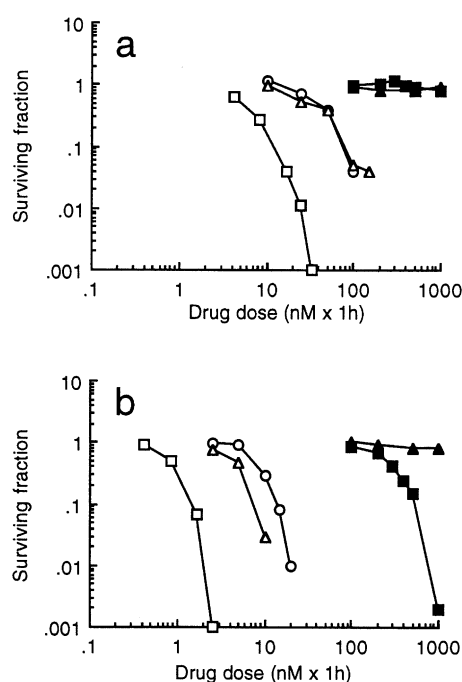 a
10
1
.1
.01
.001
Surviving fraction
.1 1 10 100 1000
Drug dose (nM x 1h)
b
10
1
.1
.01
.001
Surviving fraction
.1 1 10 100 1000
Drug dose (nM x 1h)